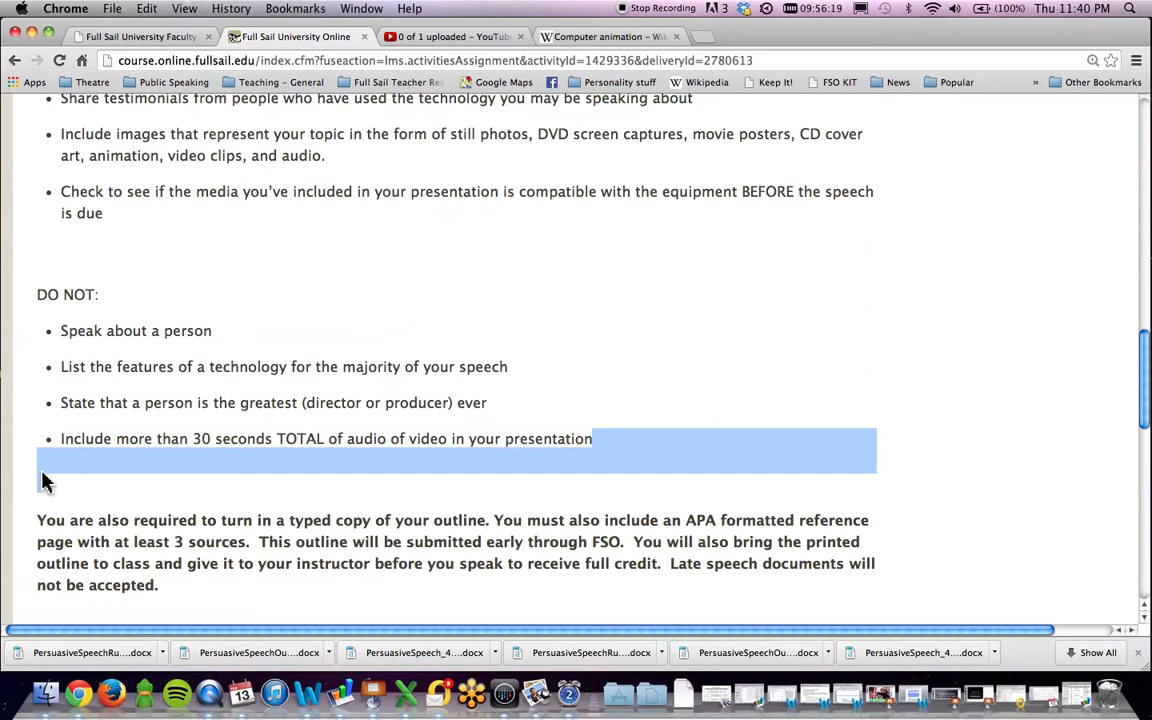 Chrome File Edit View History Bookmarks Window Help Stop Recording 3 09:56:19 (100%) Thu 11:40 PM
Full Sail University Faculty × Full Sail University Online × 0 of 1 uploaded - YouTube × Computer animation - Wik ×
course.online.fullsail.edu/index.cfm?fuseaction=lms.activitiesAssignment&activityId=1429336&deliveryId=2780613
Apps Theatre Public Speaking Teaching - General Full Sail Teacher Res Google Maps Personality stuff Wikipedia Keep It! FSO KIT News Popular » Other Bookmarks
• Share testimonials from people who have used the technology you may be speaking about
• Include images that represent your topic in the form of still photos, DVD screen captures, movie posters, CD cover
art, animation, video clips, and audio.
• Check to see if the media you've included in your presentation is compatible with the equipment BEFORE the speech
is due
DO NOT:
• Speak about a person
• List the features of a technology for the majority of your speech
• State that a person is the greatest (director or producer) ever
• Include more than 30 seconds TOTAL of audio of video in your presentation
You are also required to turn in a typed copy of your outline. You must also include an APA formatted reference
page with at least 3 sources. This outline will be submitted early through FSO. You will also bring the printed
outline to class and give it to your instructor before you speak to receive full credit. Late speech documents will
not be accepted.
PersuasiveSpeechRu....docx PersuasiveSpeechOu....docx PersuasiveSpeech_4....docx PersuasiveSpeechRu....docx PersuasiveSpeechOu....docx PersuasiveSpeech_4....docx Show All ×